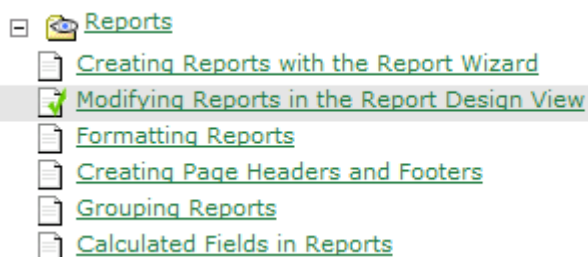 Reports
Creating Reports with the Report Wizard
Modifying Reports in the Report Design View
Formatting Reports
Creating Page Headers and Footers
Grouping Reports
Calculated Fields in Reports